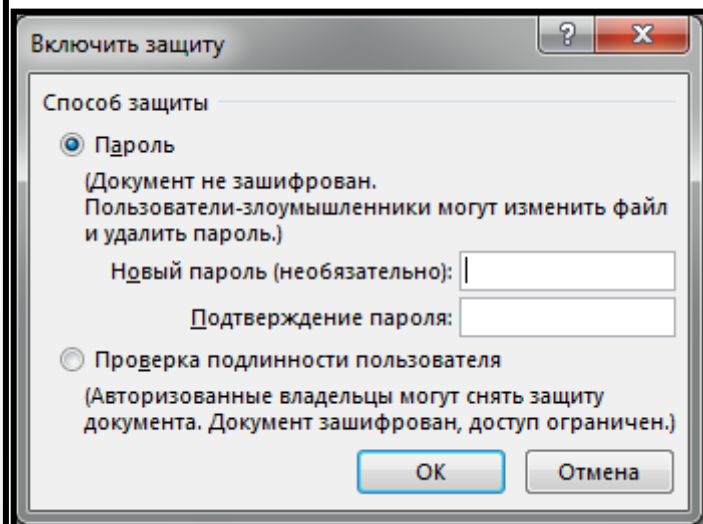 Включить защиту
Способ защиты
Пароль
(Документ не зашифрован.
Пользователи-злоумышленники могут изменить файл
и удалить пароль.)
Новый пароль (необязательно):
Подтверждение пароля:
Проверка подлинности пользователя
(Авторизованные владельцы могут снять защиту
документа. Документ зашифрован, доступ ограничен.)
ОК
Отмена